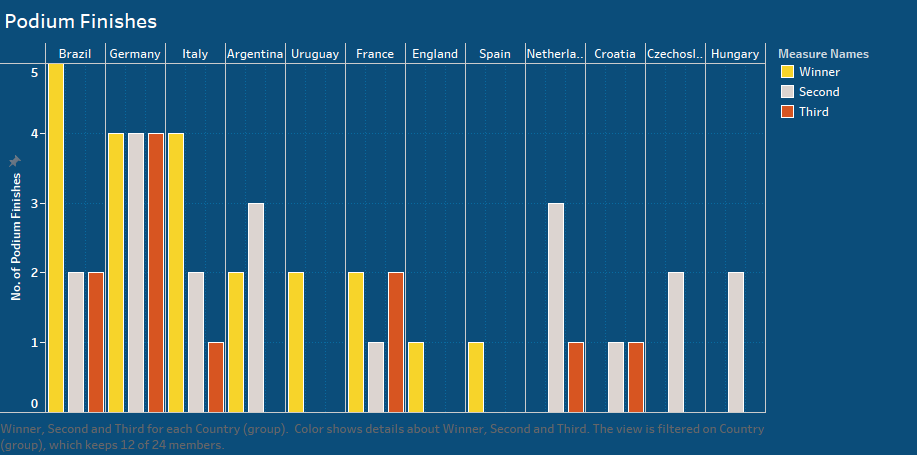 Podium Finishes
Brazil Germany Italy Argentina Uruguay France England Spain Netherla.. Croatia Czechosl.. Hungary
Measure Names
Winner
Second
Third
No. of Podium Finishes
5
4
3
2
1
0
Winner, Second and Third for each Country (group).  Color shows details about Winner, Second and Third. The view is filtered on Country
(group), which keeps 12 of 24 members.